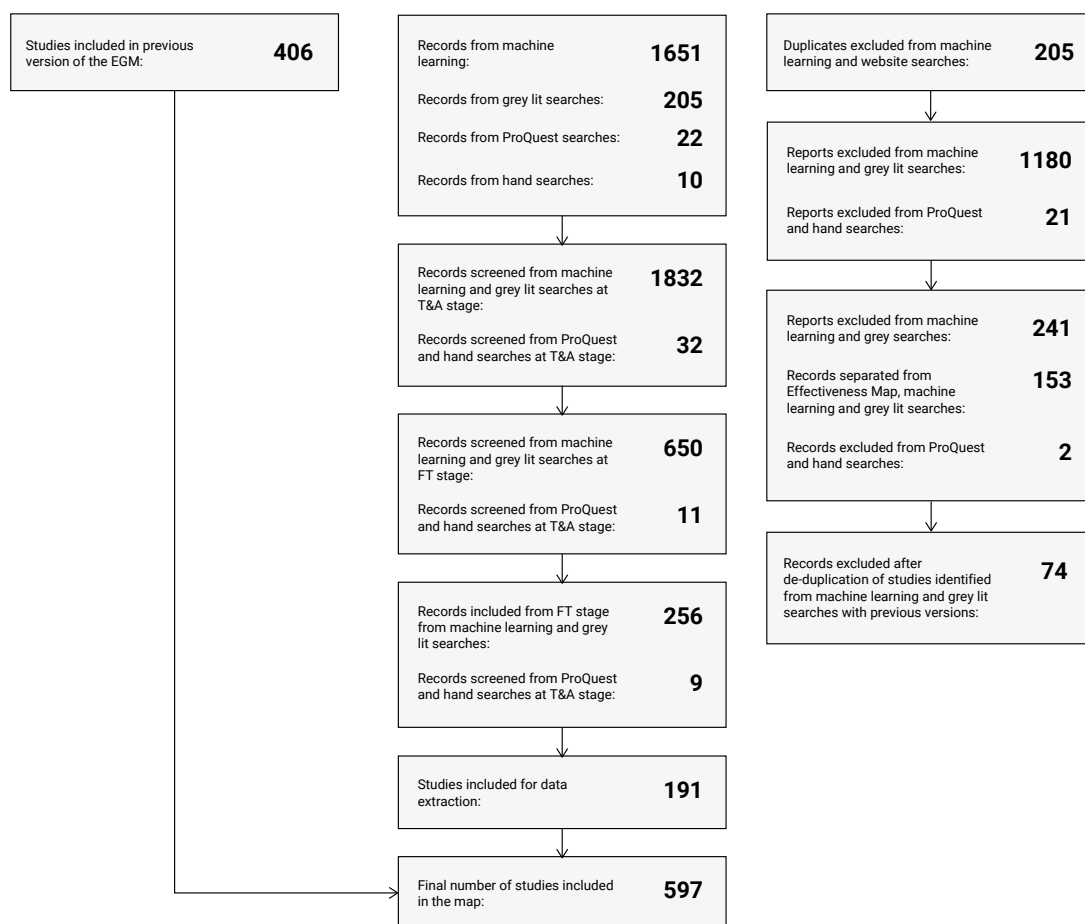 Studies included in previous
version of the EGM:
406
Records from machine
learning:
1651
Records from grey lit searches:
205
Records from ProQuest searches:
22
Records from hand searches:
10
Records screened from machine
learning and grey lit searches at
T&A stage:
1832
Records screened from ProQuest
and hand searches at T&A stage:
32
Records screened from machine
learning and grey lit searches at
FT stage:
650
Records screened from ProQuest
and hand searches at T&A stage:
11
Records included from FT stage
from machine learning and grey
lit searches:
256
Records screened from ProQuest
and hand searches at T&A stage:
9
Studies included for data
extraction:
191
Final number of studies included
in the map:
597
Duplicates excluded from machine
learning and website searches:
205
Reports excluded from machine
learning and grey lit searches:
1180
Reports excluded from ProQuest
and hand searches:
21
Reports excluded from machine
learning and grey searches:
241
Records separated from
Effectiveness Map, machine
learning and grey lit searches:
153
Records excluded from ProQuest
and hand searches:
2
Records excluded after
de-duplication of studies identified
from machine learning and grey lit
searches with previous versions:
74